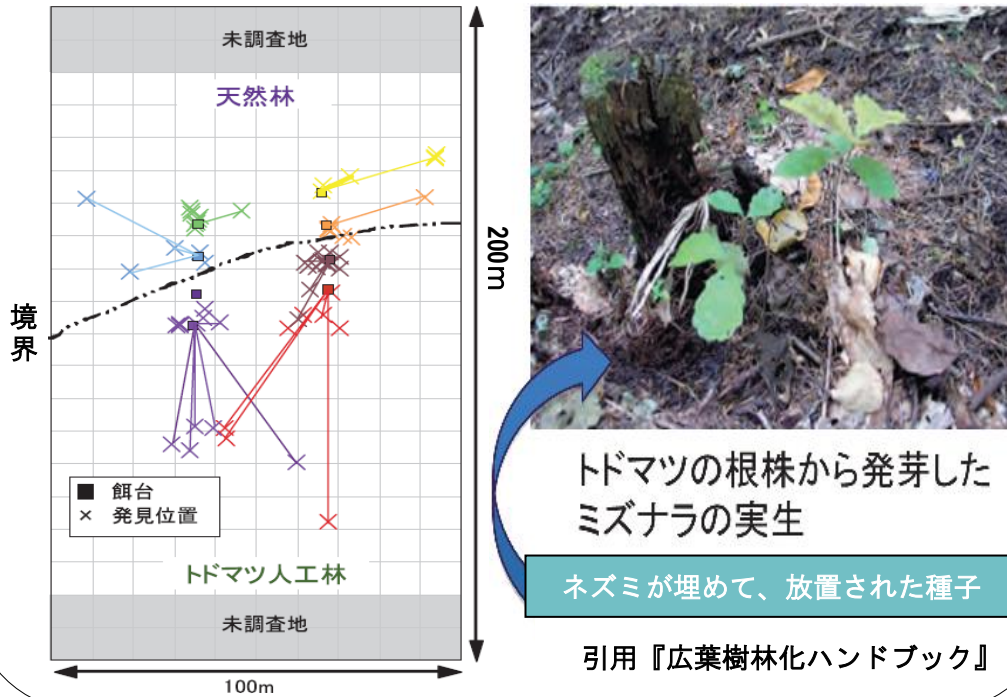 未調査地
天然林
境界
200m
■ 餌台
× 発見位置
トドマツ人工林
未調査地
100m
トドマツの根株から発芽した
ミズナラの実生
ネズミが埋めて、放置された種子
引用『広葉樹林化ハンドブック』